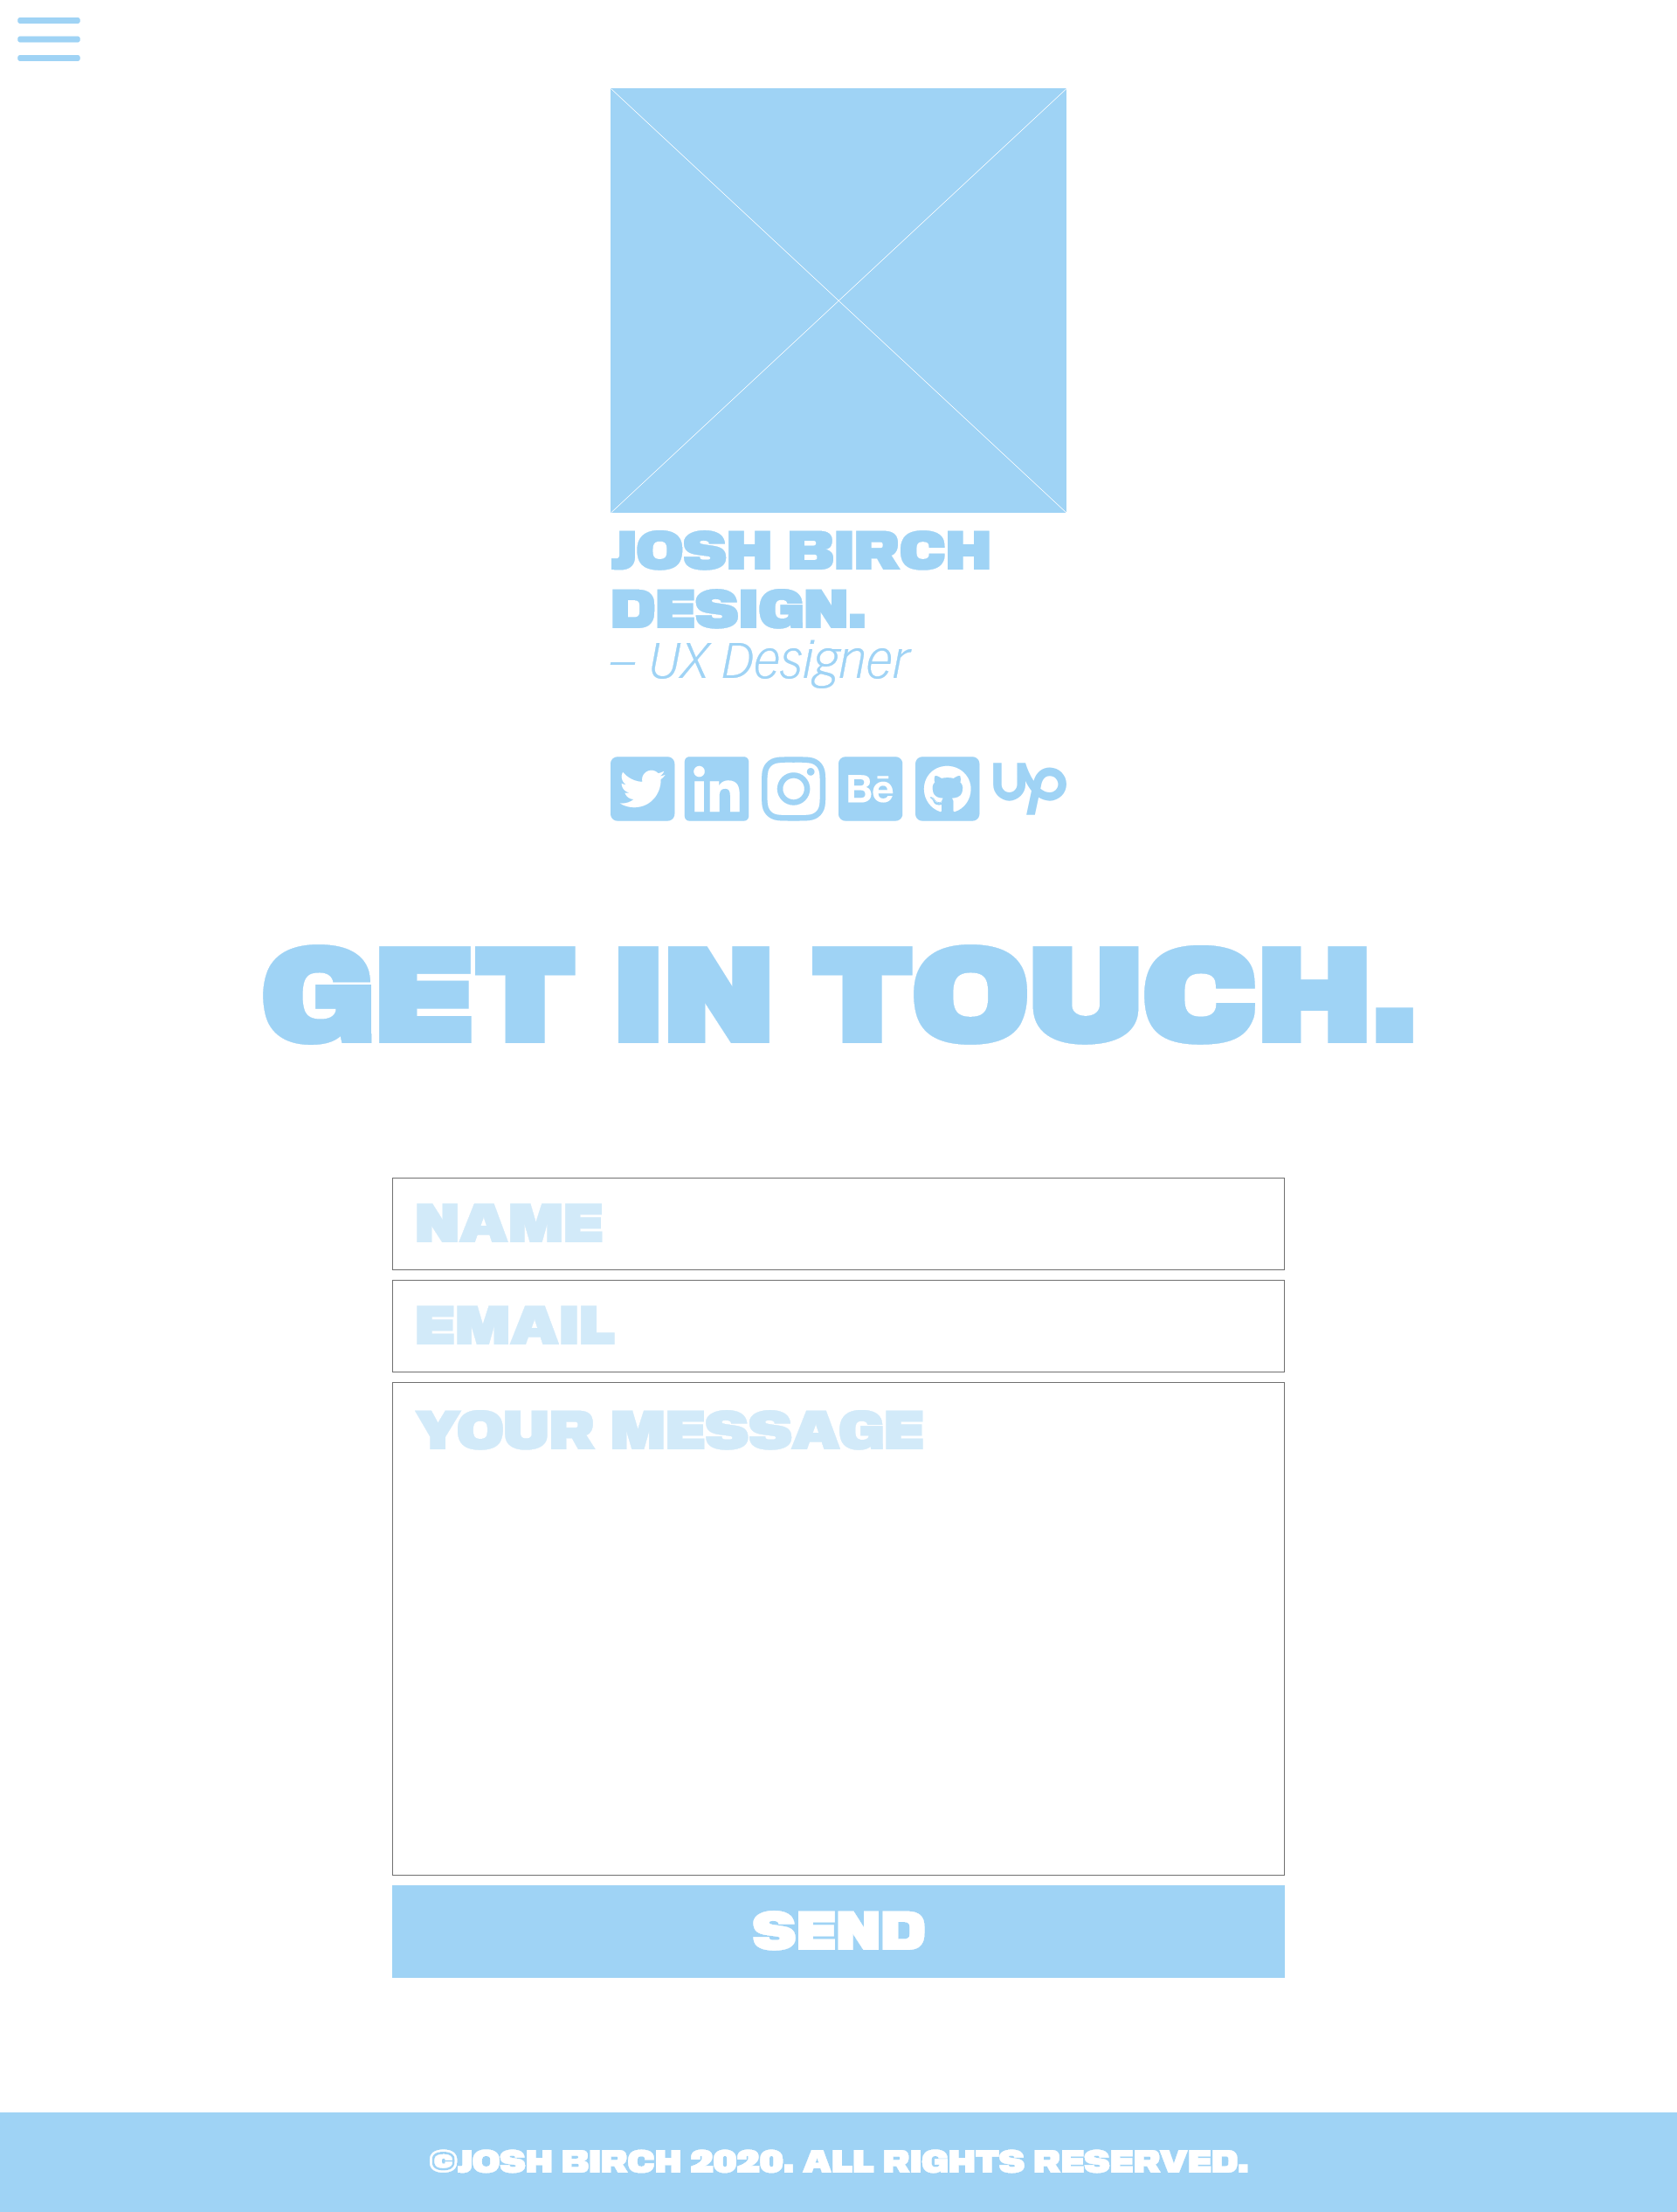 JOSH BIRCH
DESIGN.
– UX Designer
in Bē up
GET IN TOUCH.
NAME
EMAIL
YOUR MESSAGE
SEND
©JOSH BIRCH 2020. ALL RIGHTS RESERVED.